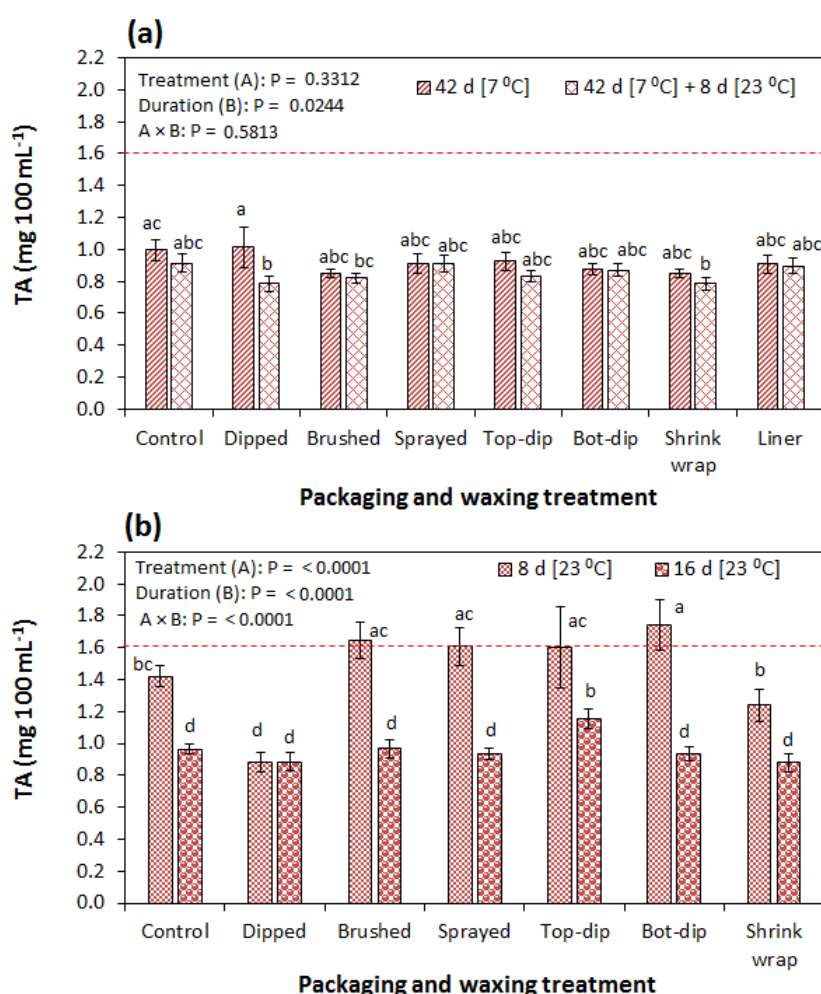 (a)
2.2
2.0
1.8
1.6
1.4
1.2
1.0
0.8
0.6
0.4
0.2
0.0
TA (mg 100 mL⁻¹)
Treatment (A): P = 0.3312
Duration (B): P = 0.0244
A × B: P = 0.5813
42 d [7 ⁰C]
42 d [7 ⁰C] + 8 d [23 ⁰C]
ac
abc
a
b
abc
bc
abc
abc
abc
abc
abc
abc
abc
b
abc
abc
Control
Dipped
Brushed
Sprayed
Top-dip
Bot-dip
Shrink
wrap
Liner
Packaging and waxing treatment
(b)
2.2
2.0
1.8
1.6
1.4
1.2
1.0
0.8
0.6
0.4
0.2
0.0
TA (mg 100 mL⁻¹)
Treatment (A): P = <0.0001
Duration (B): P = <0.0001
A × B: P = <0.0001
8 d [23 ⁰C]
16 d [23 ⁰C]
bc
d
d
d
ac
d
ac
d
ac
b
a
d
b
d
Control
Dipped
Brushed
Sprayed
Top-dip
Bot-dip
Shrink
wrap
Packaging and waxing treatment